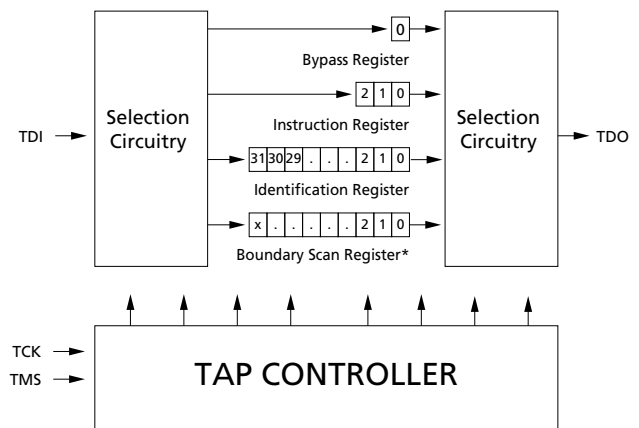 0
Bypass Register
2 1 0
Selection
Circuitry
Selection
Circuitry
TDI
Instruction Register
TDO
31 30 29 . . . 2 1 0
Identification Register
x . . . . . 2 1 0
Boundary Scan Register*
TCK
TMS
TAP CONTROLLER